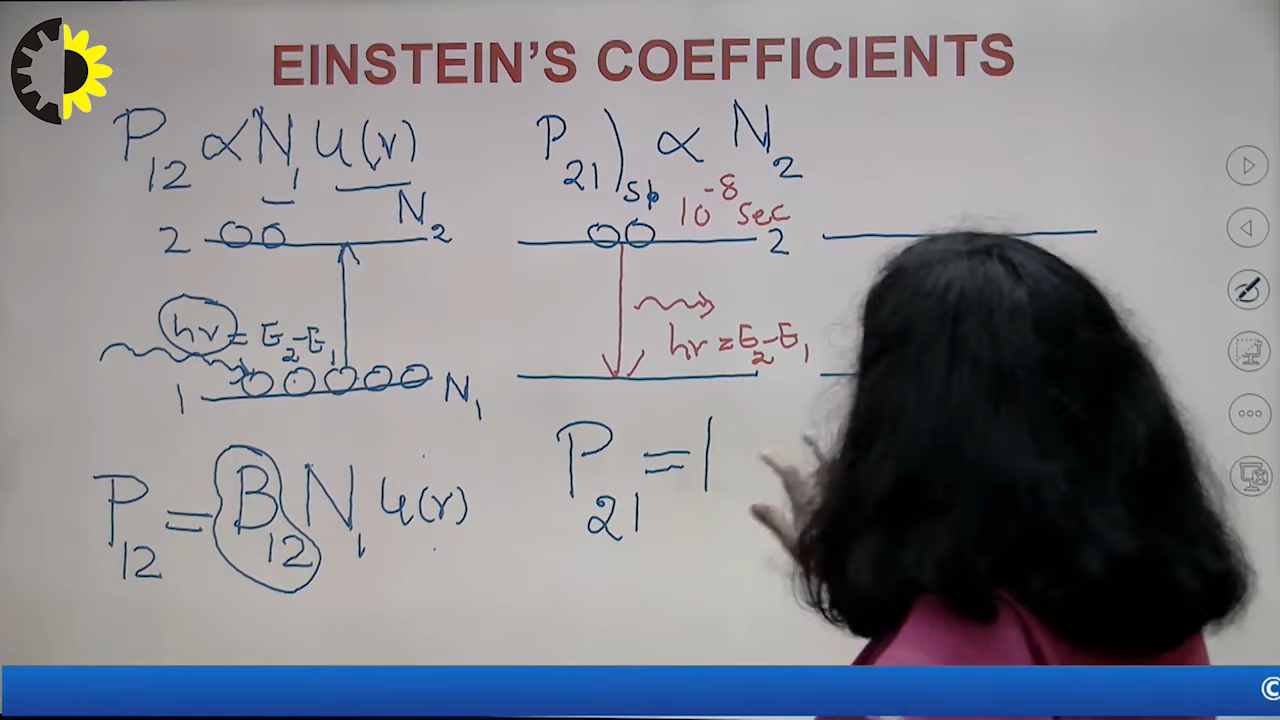 EINSTEIN'S COEFFICIENTS
P₁₂ ∝ N₁ u(ν)
N₂
2
hν = E₂-E₁
1
N₁
P₁₂ = B₁₂ N₁ u(ν)
P₂₁)sp ∝ N₂
10⁻⁸ sec
2
hν = E₂-E₁
P₂₁ =
©